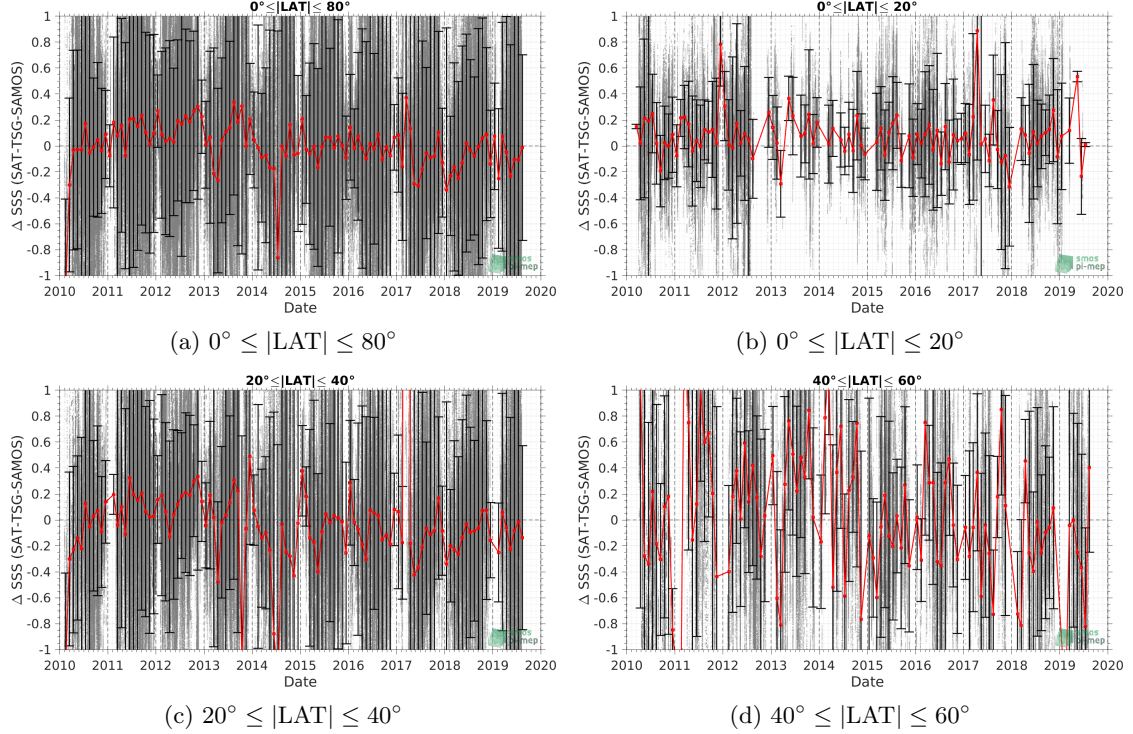 0°≤|LAT|≤ 80°
Δ SSS (SAT-TSG-SAMOS)
1
0.8
0.6
0.4
0.2
0
-0.2
-0.4
-0.6
-0.8
-1
2010 2011 2012 2013 2014 2015 2016 2017 2018 2019 2020
Date
smos
pi-mep
(a) 0° ≤ |LAT| ≤ 80°
0°≤|LAT|≤ 20°
Δ SSS (SAT-TSG-SAMOS)
1
0.8
0.6
0.4
0.2
0
-0.2
-0.4
-0.6
-0.8
-1
2010 2011 2012 2013 2014 2015 2016 2017 2018 2019 2020
Date
smos
pi-mep
(b) 0° ≤ |LAT| ≤ 20°
20°≤|LAT|≤ 40°
Δ SSS (SAT-TSG-SAMOS)
1
0.8
0.6
0.4
0.2
0
-0.2
-0.4
-0.6
-0.8
-1
2010 2011 2012 2013 2014 2015 2016 2017 2018 2019 2020
Date
smos
pi-mep
(c) 20° ≤ |LAT| ≤ 40°
40°≤|LAT|≤ 60°
Δ SSS (SAT-TSG-SAMOS)
1
0.8
0.6
0.4
0.2
0
-0.2
-0.4
-0.6
-0.8
-1
2010 2011 2012 2013 2014 2015 2016 2017 2018 2019 2020
Date
smos
pi-mep
(d) 40° ≤ |LAT| ≤ 60°